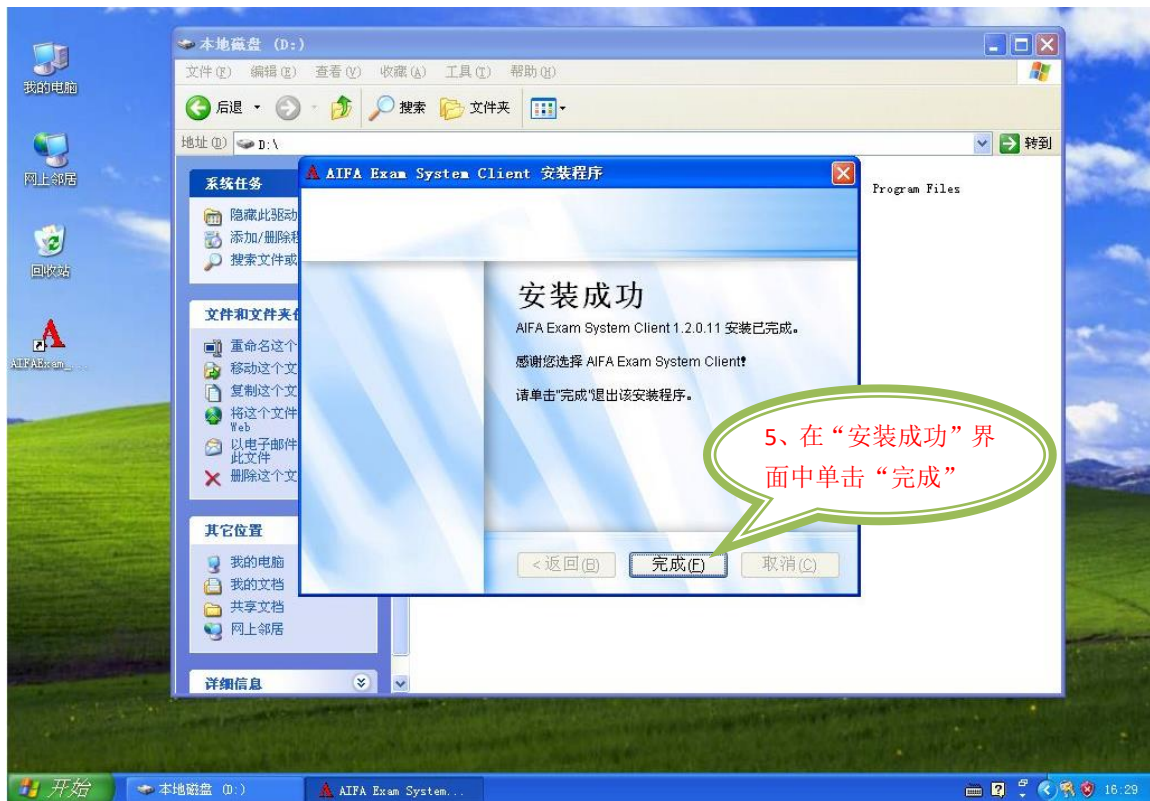 本地磁盘 (D:)
文件(F) 编辑(E) 查看(V) 收藏(A) 工具(T) 帮助(H)
后退 搜索 文件夹
地址(D) D:\ 转到
我的电脑
网上邻居
回收站
AIFAExam_...
系统任务
隐藏此驱动
添加/删除程
搜索文件或
文件和文件夹任
重命名这个
移动这个文
复制这个文
将这个文件
Web
以电子邮件
此文件
删除这个文
其它位置
我的电脑
我的文档
共享文档
网上邻居
详细信息
Program Files
AIFA Exam System Client 安装程序
安装成功
AIFA Exam System Client 1.2.0.11 安装已完成。
感谢您选择 AIFA Exam System Client!
请单击"完成"退出该安装程序。
<返回(B) 完成(F) 取消(C)
5、在“安装成功”界
面中单击“完成”
开始 本地磁盘 (D:) AIFA Exam System... 16:29